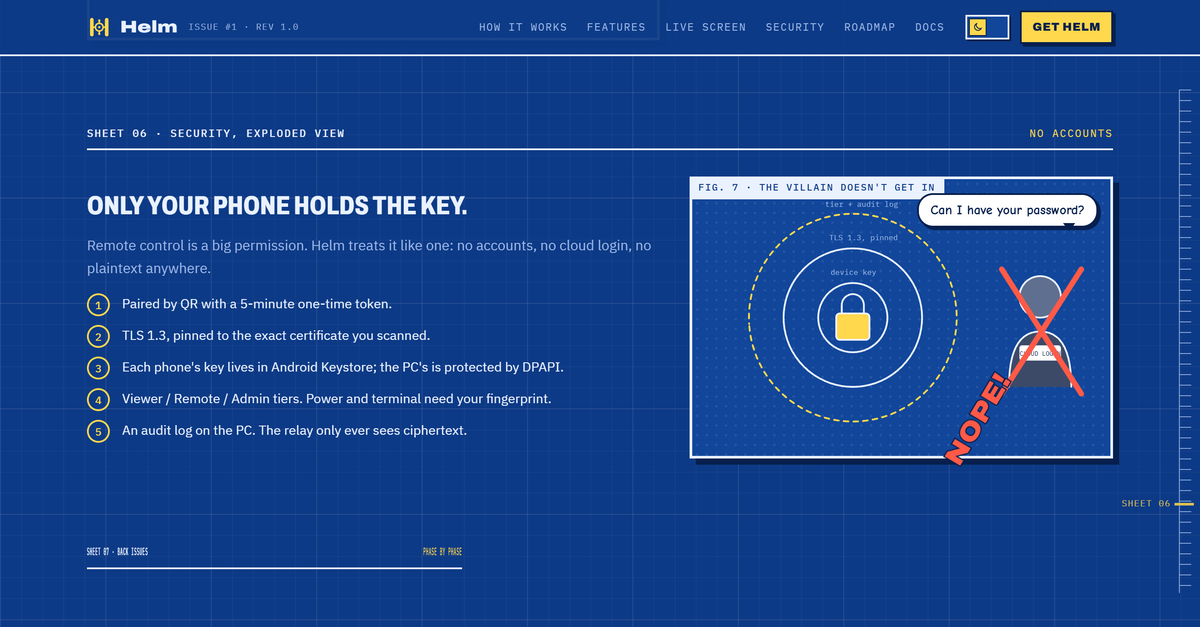 Helm
ISSUE #1 · REV 1.0
HOW IT WORKS
FEATURES
LIVE SCREEN
SECURITY
ROADMAP
DOCS
GET HELM
SHEET 06 · SECURITY, EXPLODED VIEW
NO ACCOUNTS
ONLY YOUR PHONE HOLDS THE KEY.
Remote control is a big permission. Helm treats it like one: no accounts, no cloud login, no
plaintext anywhere.
1 Paired by QR with a 5-minute one-time token.
2 TLS 1.3, pinned to the exact certificate you scanned.
3 Each phone's key lives in Android Keystore; the PC's is protected by DPAPI.
4 Viewer / Remote / Admin tiers. Power and terminal need your fingerprint.
5 An audit log on the PC. The relay only ever sees ciphertext.
FIG. 7 · THE VILLAIN DOESN'T GET IN
tier + audit log
Can I have your password?
TLS 1.3, pinned
device key
NOPE!
SHEET 06
SHEET 07 · BACK ISSUES
PHASE BY PHASE